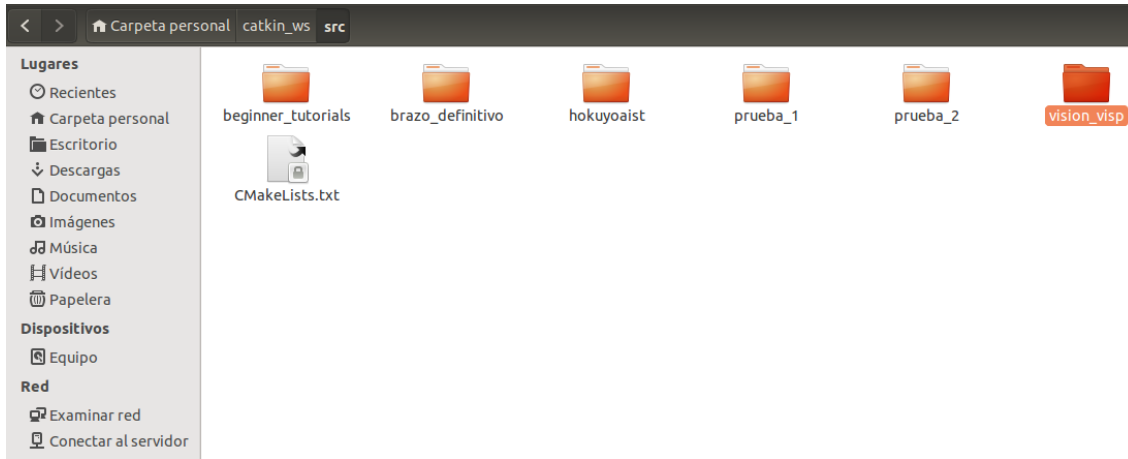 Carpeta personal catkin_ws src
Lugares
Recientes
Carpeta personal
Escritorio
Descargas
Documentos
Imágenes
Música
Vídeos
Papelera
Dispositivos
Equipo
Red
Examinar red
Conectar al servidor
beginner_tutorials brazo_definitivo hokuyoaist prueba_1 prueba_2 vision_visp
CMakeLists.txt